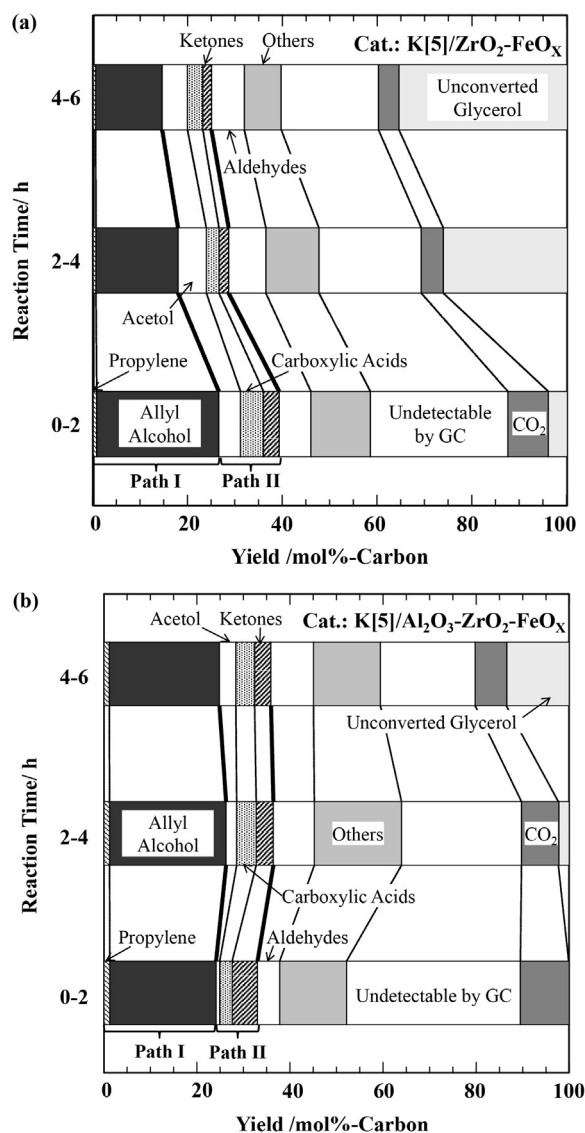 (a)
Ketones
Others
Cat.: K[5]/ZrO₂-FeOX
4-6
Unconverted
Glycerol
Aldehydes
2-4
Acetol
Propylene
Carboxylic Acids
0-2
Allyl
Alcohol
Undetectable
by GC
CO₂
Path I
Path II
0 20 40 60 80 100
Yield /mol%-Carbon
Reaction Time/ h
(b)
Acetol
Ketones
Cat.: K[5]/Al₂O₃-ZrO₂-FeOX
4-6
Unconverted Glycerol
2-4
Allyl
Alcohol
Others
CO₂
Carboxylic Acids
Propylene
Aldehydes
0-2
Undetectable by GC
Path I
Path II
0 20 40 60 80 100
Yield /mol%-Carbon
Reaction Time/ h